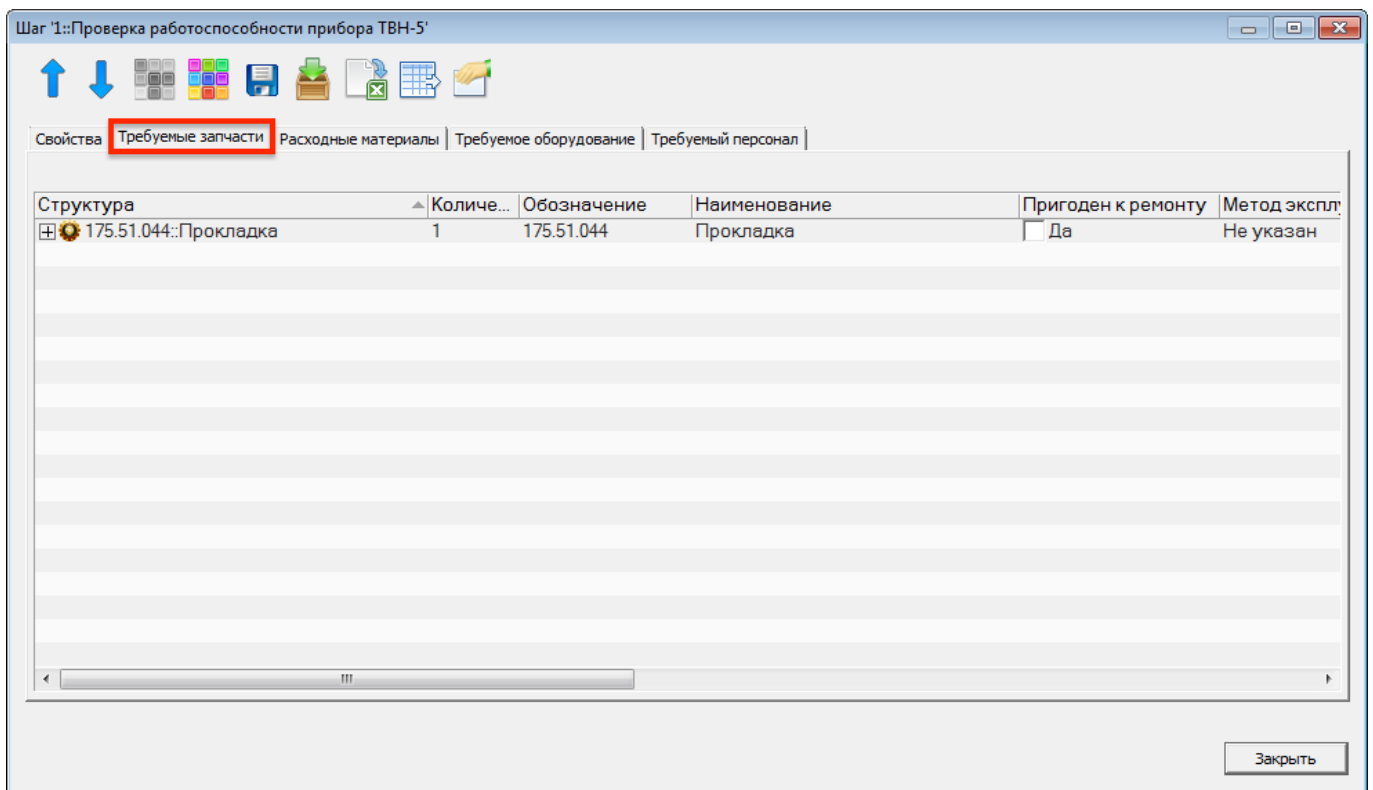 Шаг '1::Проверка работоспособности прибора ТВН-5'
Свойства Требуемые запчасти Расходные материалы Требуемое оборудование Требуемый персонал
Структура Количе... Обозначение Наименование Пригоден к ремонту Метод экспл
175.51.044::Прокладка 1 175.51.044 Прокладка Да Не указан
Закрыть